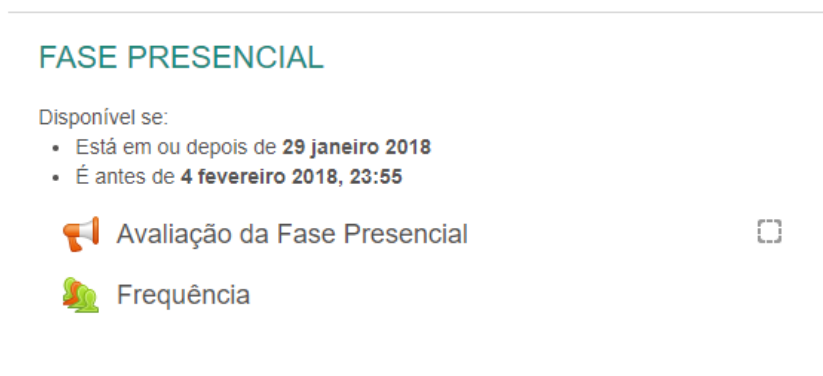 FASE PRESENCIAL
Disponível se:
Está em ou depois de 29 janeiro 2018
É antes de 4 fevereiro 2018, 23:55
Avaliação da Fase Presencial
Frequência